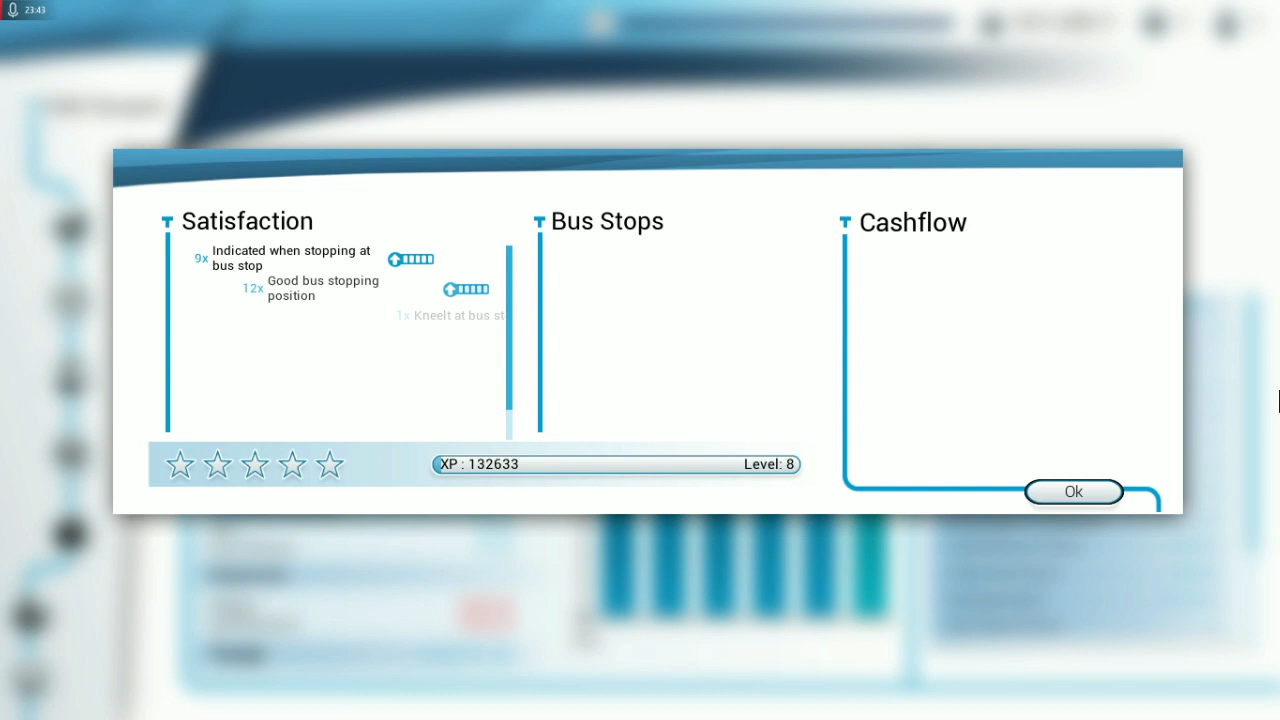 23:43
Satisfaction
9x Indicated when stopping at
bus stop
12x Good bus stopping
position
1x Kneelt at bus st
Bus Stops
Cashflow
XP : 132633 Level: 8
Ok